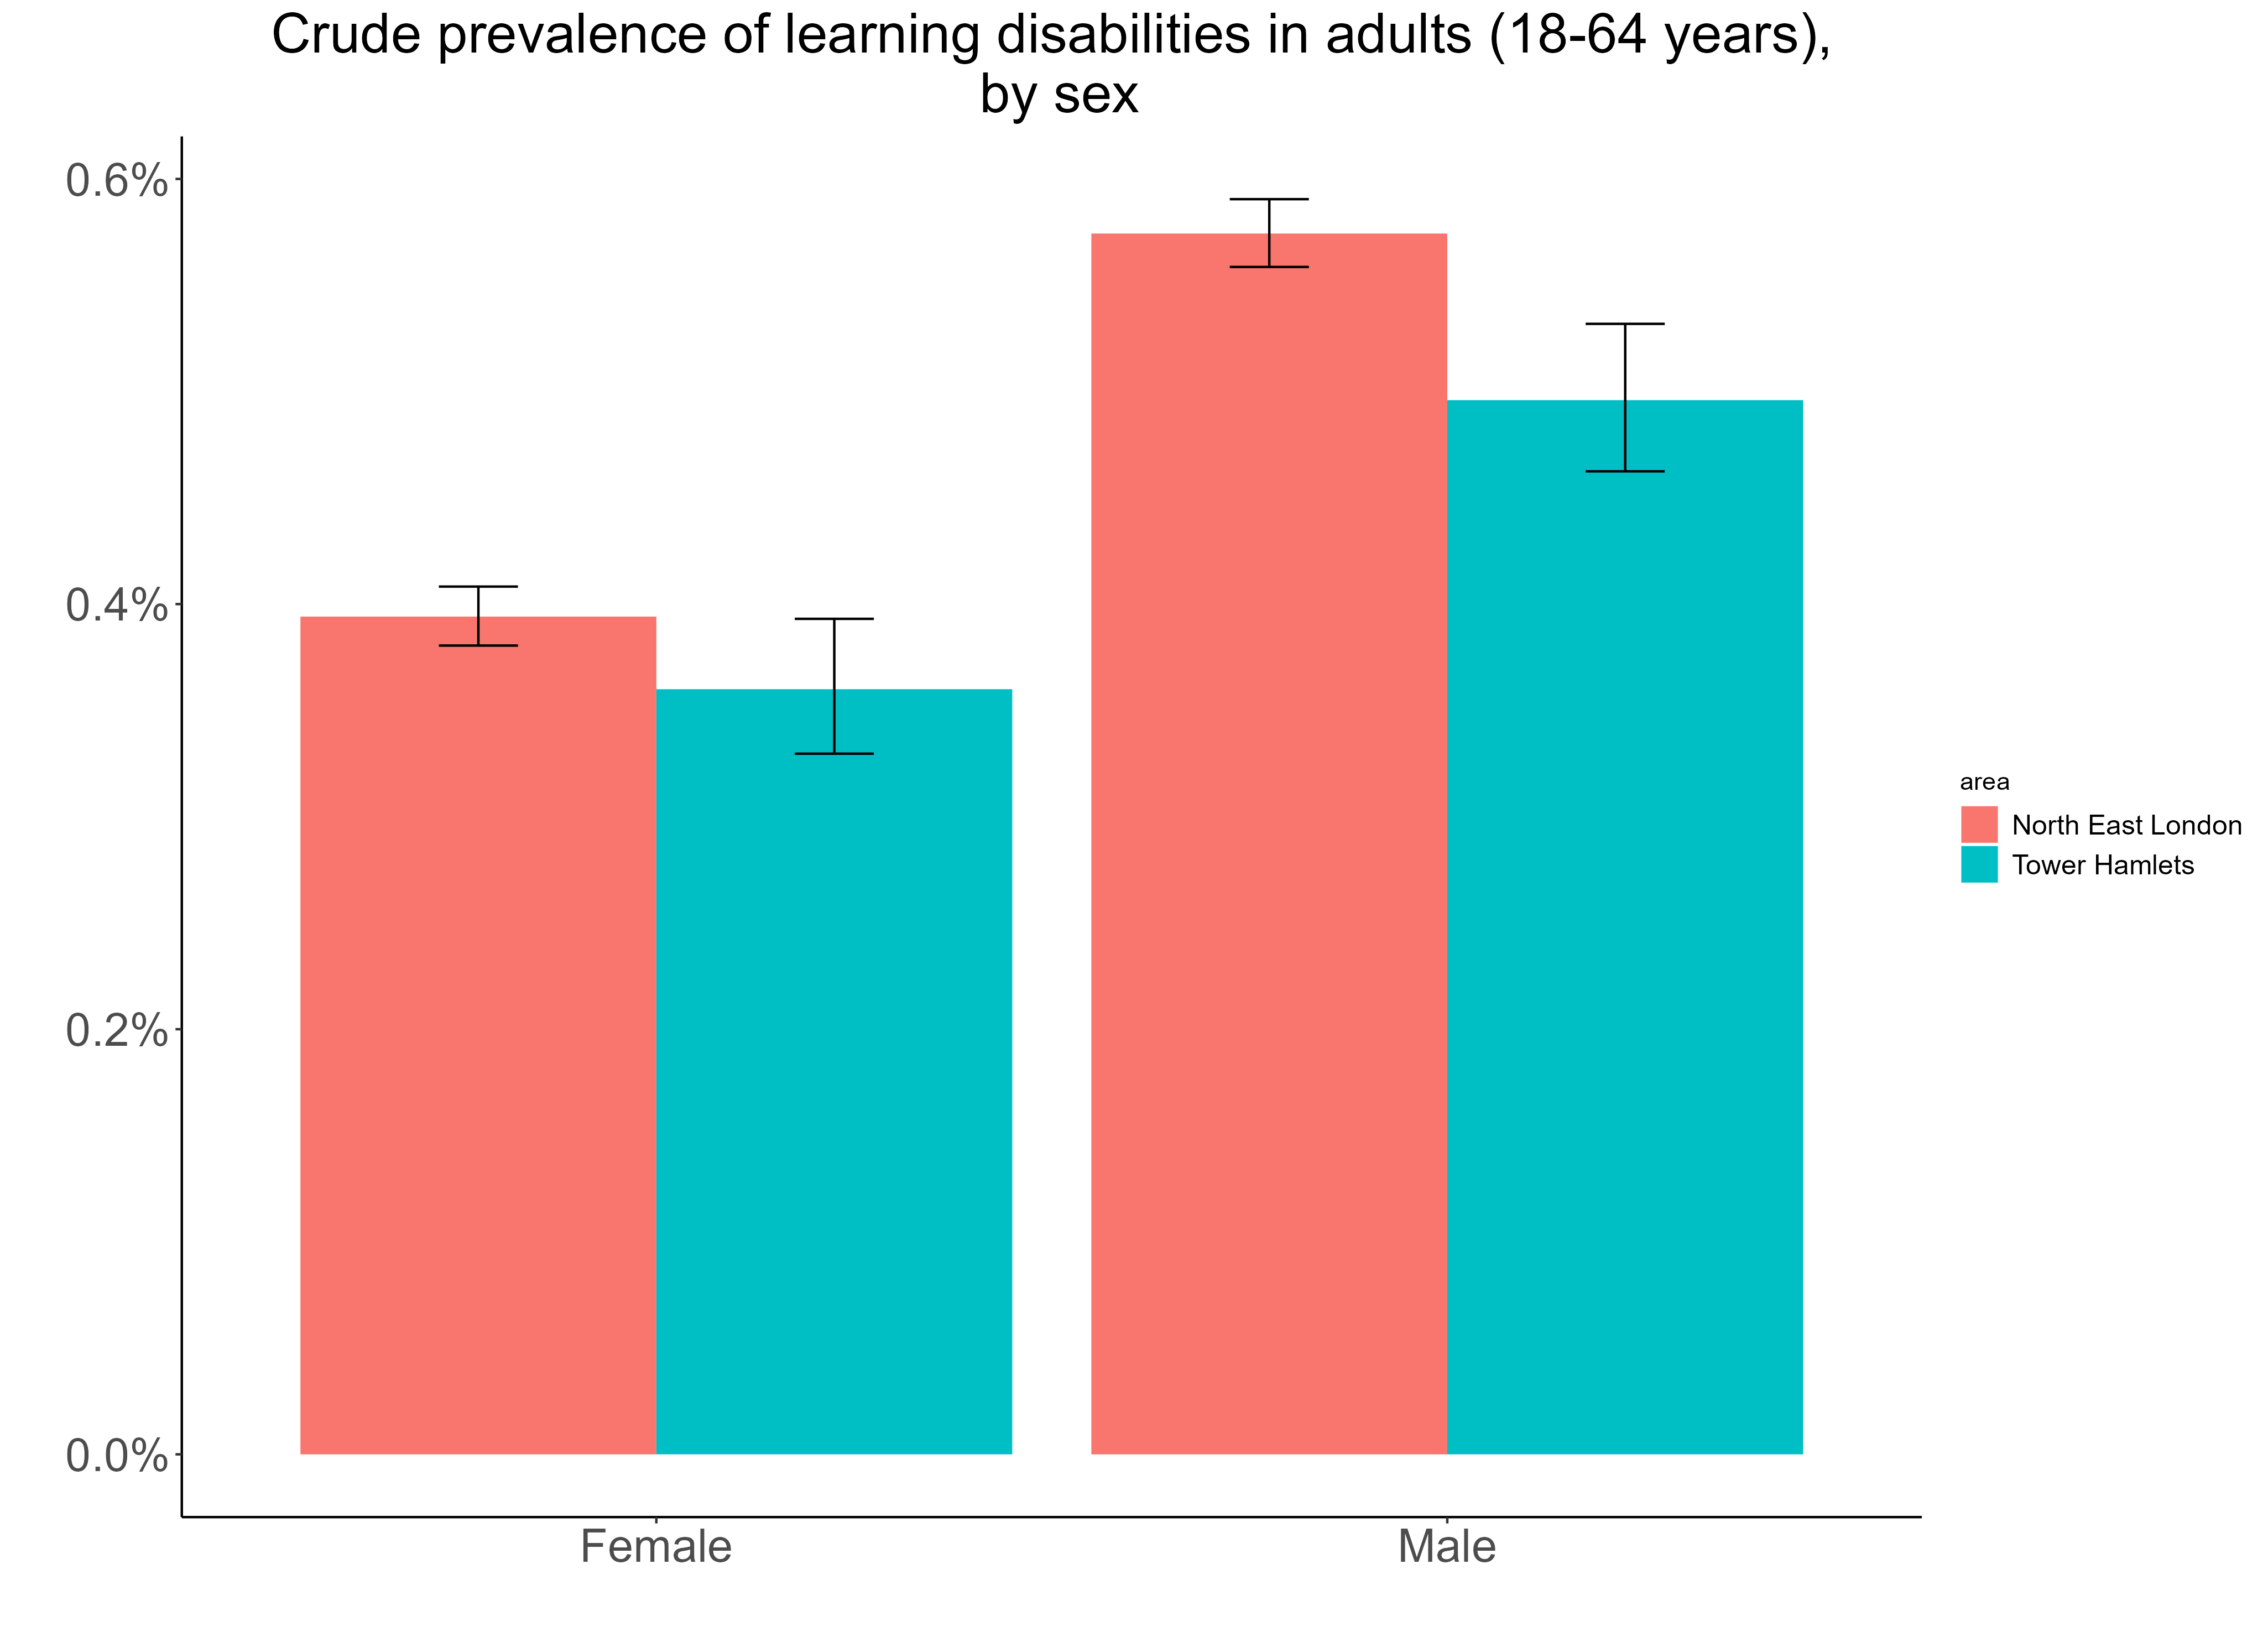 Crude prevalence of learning disabilities in adults (18-64 years),
by sex
0.6%
0.4%
0.2%
0.0%
Female
Male
area
North East London
Tower Hamlets